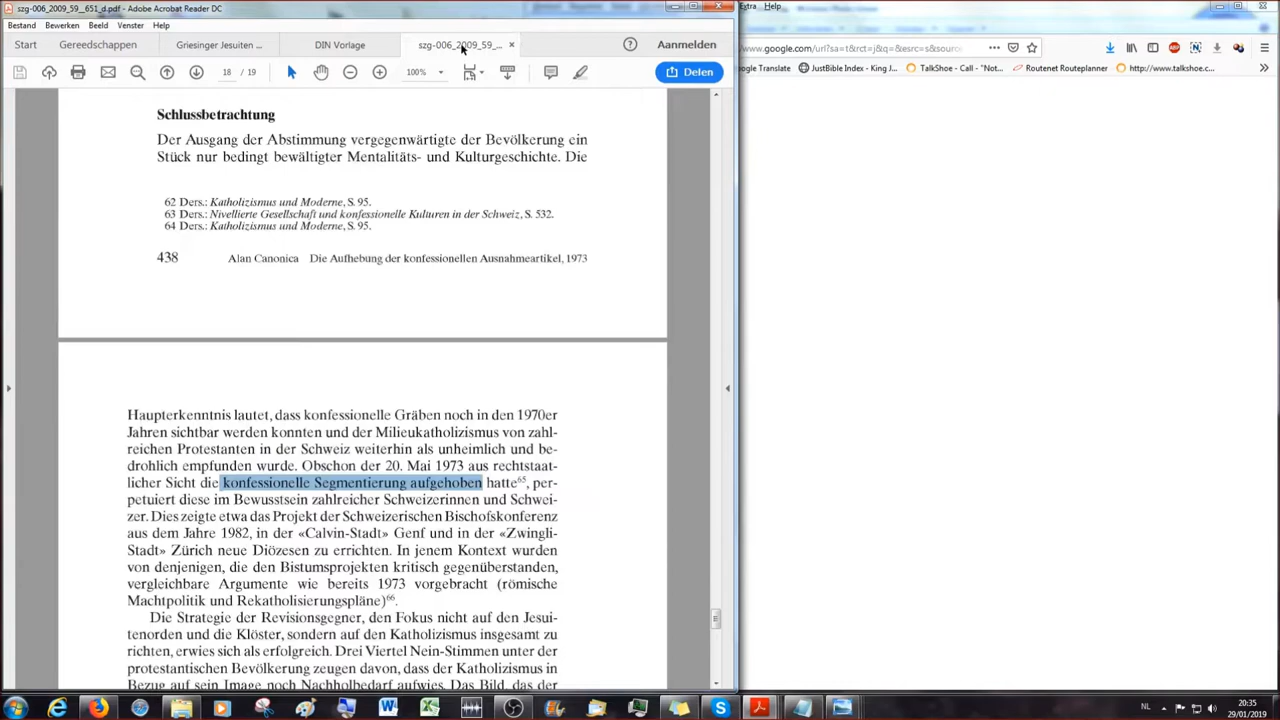 szg-006_2009_59__651_d.pdf - Adobe Acrobat Reader DC
Bestand Bewerken Beeld Venster Help
Start Gereedschappen Griesinger Jesuiten ... DIN Vorlage szg-006_2009_59_... × Aanmelden
18 / 19 100% Delen
Schlussbetrachtung
Der Ausgang der Abstimmung vergegenwärtigte der Bevölkerung ein
Stück nur bedingt bewältigter Mentalitäts- und Kulturgeschichte. Die
62 Ders.: Katholizismus und Moderne, S. 95.
63 Ders.: Nivellierte Gesellschaft und konfessionelle Kulturen in der Schweiz, S. 532.
64 Ders.: Katholizismus und Moderne, S. 95.
438 Alan Canonica Die Aufhebung der konfessionellen Ausnahmeartikel, 1973
Haupterkenntnis lautet, dass konfessionelle Gräben noch in den 1970er
Jahren sichtbar werden konnten und der Milieukatholizismus von zahl-
reichen Protestanten in der Schweiz weiterhin als unheimlich und be-
drohlich empfunden wurde. Obschon der 20. Mai 1973 aus rechtstaat-
licher Sicht die konfessionelle Segmentierung aufgehoben hatte65, per-
petuiert diese im Bewusstsein zahlreicher Schweizerinnen und Schwei-
zer. Dies zeigte etwa das Projekt der Schweizerischen Bischofskonferenz
aus dem Jahre 1982, in der «Calvin-Stadt» Genf und in der «Zwingli-
Stadt» Zürich neue Diözesen zu errichten. In jenem Kontext wurden
von denjenigen, die den Bistumsprojekten kritisch gegenüberstanden,
vergleichbare Argumente wie bereits 1973 vorgebracht (römische
Machtpolitik und Rekatholisierungspläne)66.
Die Strategie der Revisionsgegner, den Fokus nicht auf den Jesui-
tenorden und die Klöster, sondern auf den Katholizismus insgesamt zu
richten, erwies sich als erfolgreich. Drei Viertel Nein-Stimmen unter der
protestantischen Bevölkerung zeugen davon, dass der Katholizismus in
Bezug auf sein Image noch Nachholbedarf aufwies. Das Bild, das der
Extra Help
www.google.com/url?sa=t&rct=j&q=&esrc=s&source
ogle Translate JustBible Index - King J... TalkShoe - Call - "Not... Routenet Routeplanner http://www.talkshoe.c...
NL 20:35
29/01/2019